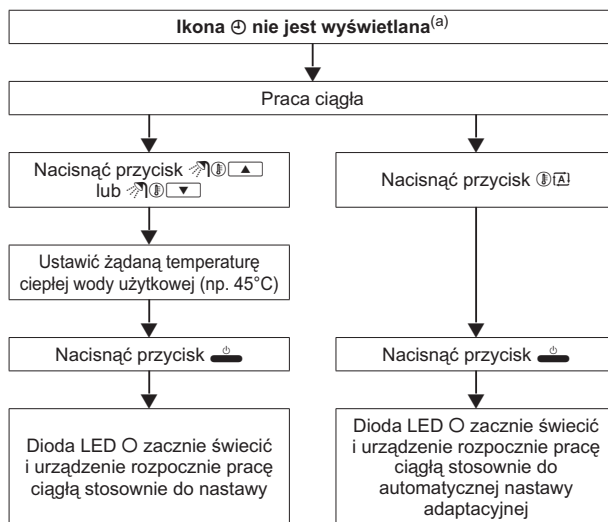 Ikona nie jest wyświetlana(a)
Praca ciągła
Nacisnąć przycisk
lub
Nacisnąć przycisk A
Ustawić żądaną temperaturę
ciepłej wody użytkowej (np. 45°C)
Nacisnąć przycisk
Nacisnąć przycisk
Dioda LED zacznie świecić
i urządzenie rozpocznie pracę
ciągłą stosownie do nastawy
Dioda LED zacznie świecić
i urządzenie rozpocznie pracę
ciągłą stosownie do
automatycznej nastawy
adaptacyjnej